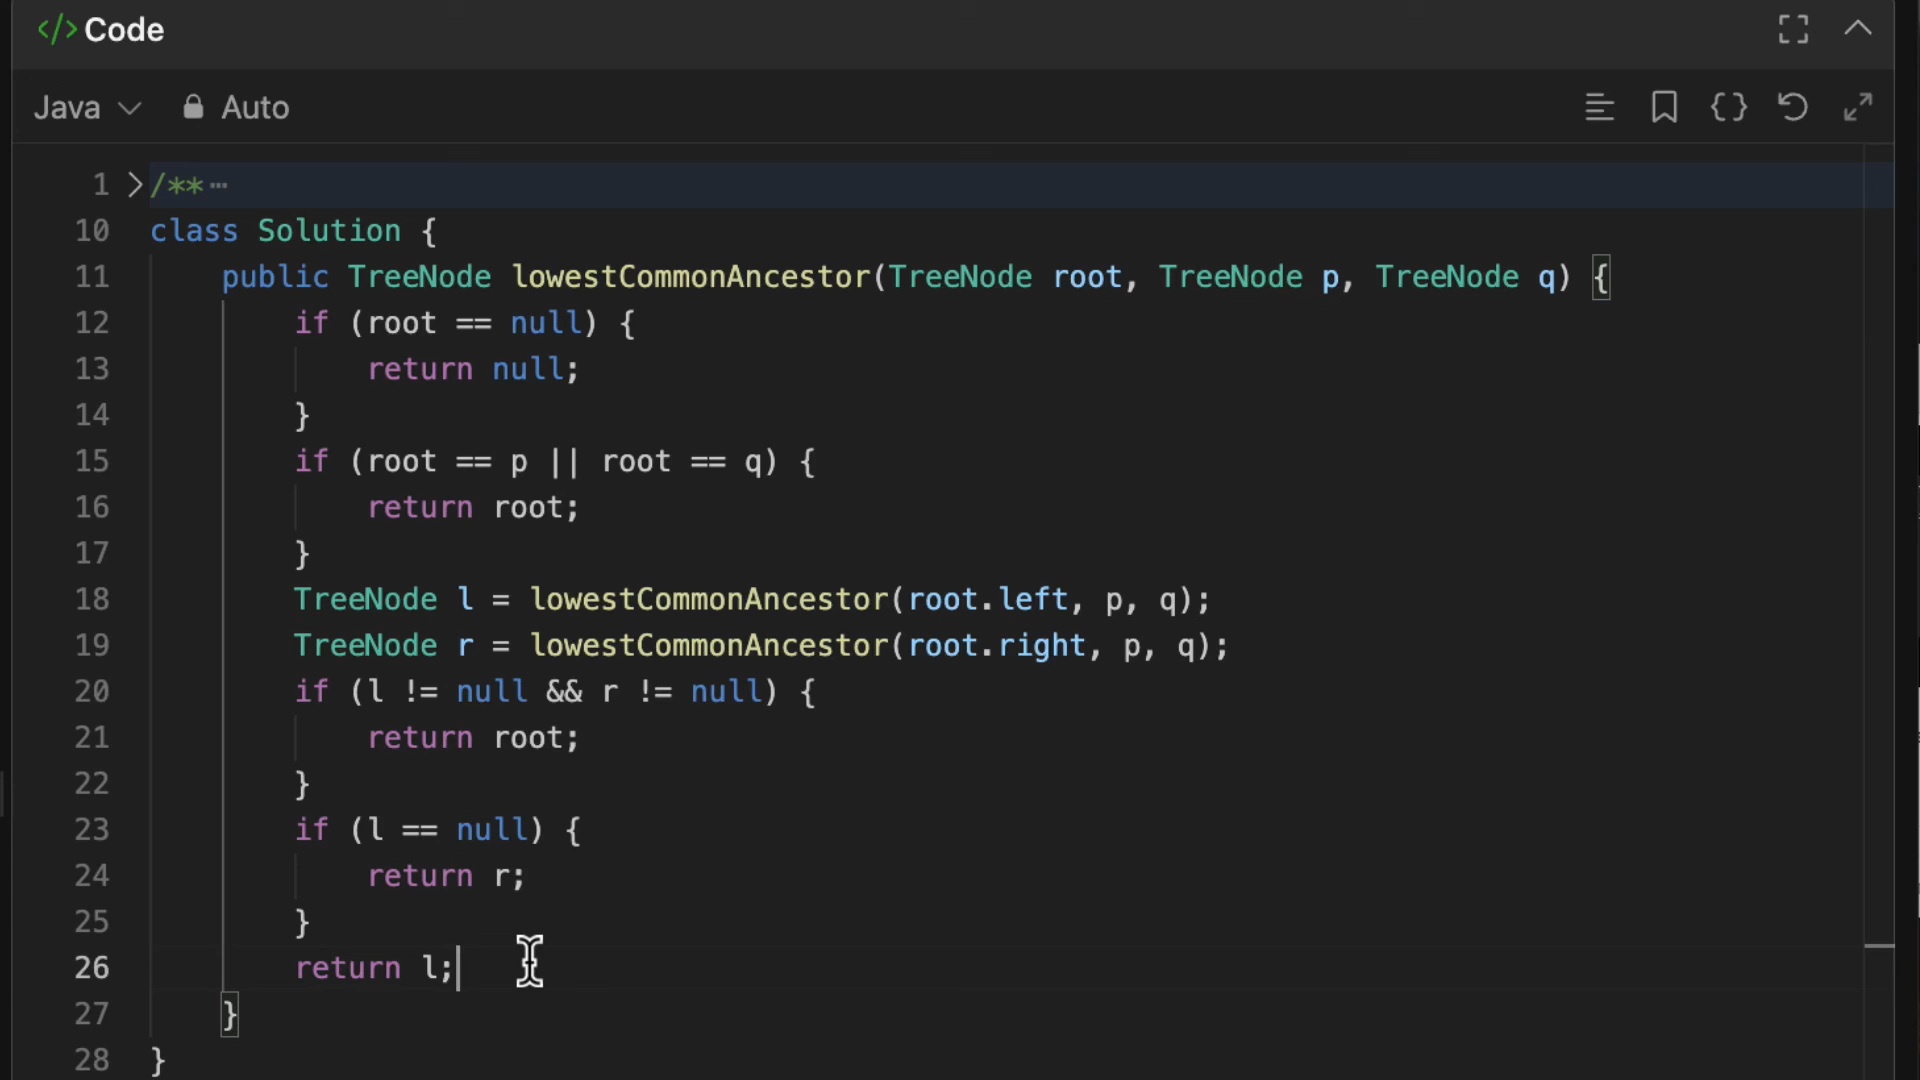 </> Code
Java Auto
1 /** ...
10 class Solution {
11 public TreeNode lowestCommonAncestor(TreeNode root, TreeNode p, TreeNode q) {
12 if (root == null) {
13 return null;
14 }
15 if (root == p || root == q) {
16 return root;
17 }
18 TreeNode l = lowestCommonAncestor(root.left, p, q);
19 TreeNode r = lowestCommonAncestor(root.right, p, q);
20 if (l != null && r != null) {
21 return root;
22 }
23 if (l == null) {
24 return r;
25 }
26 return l;
27 }
28 }